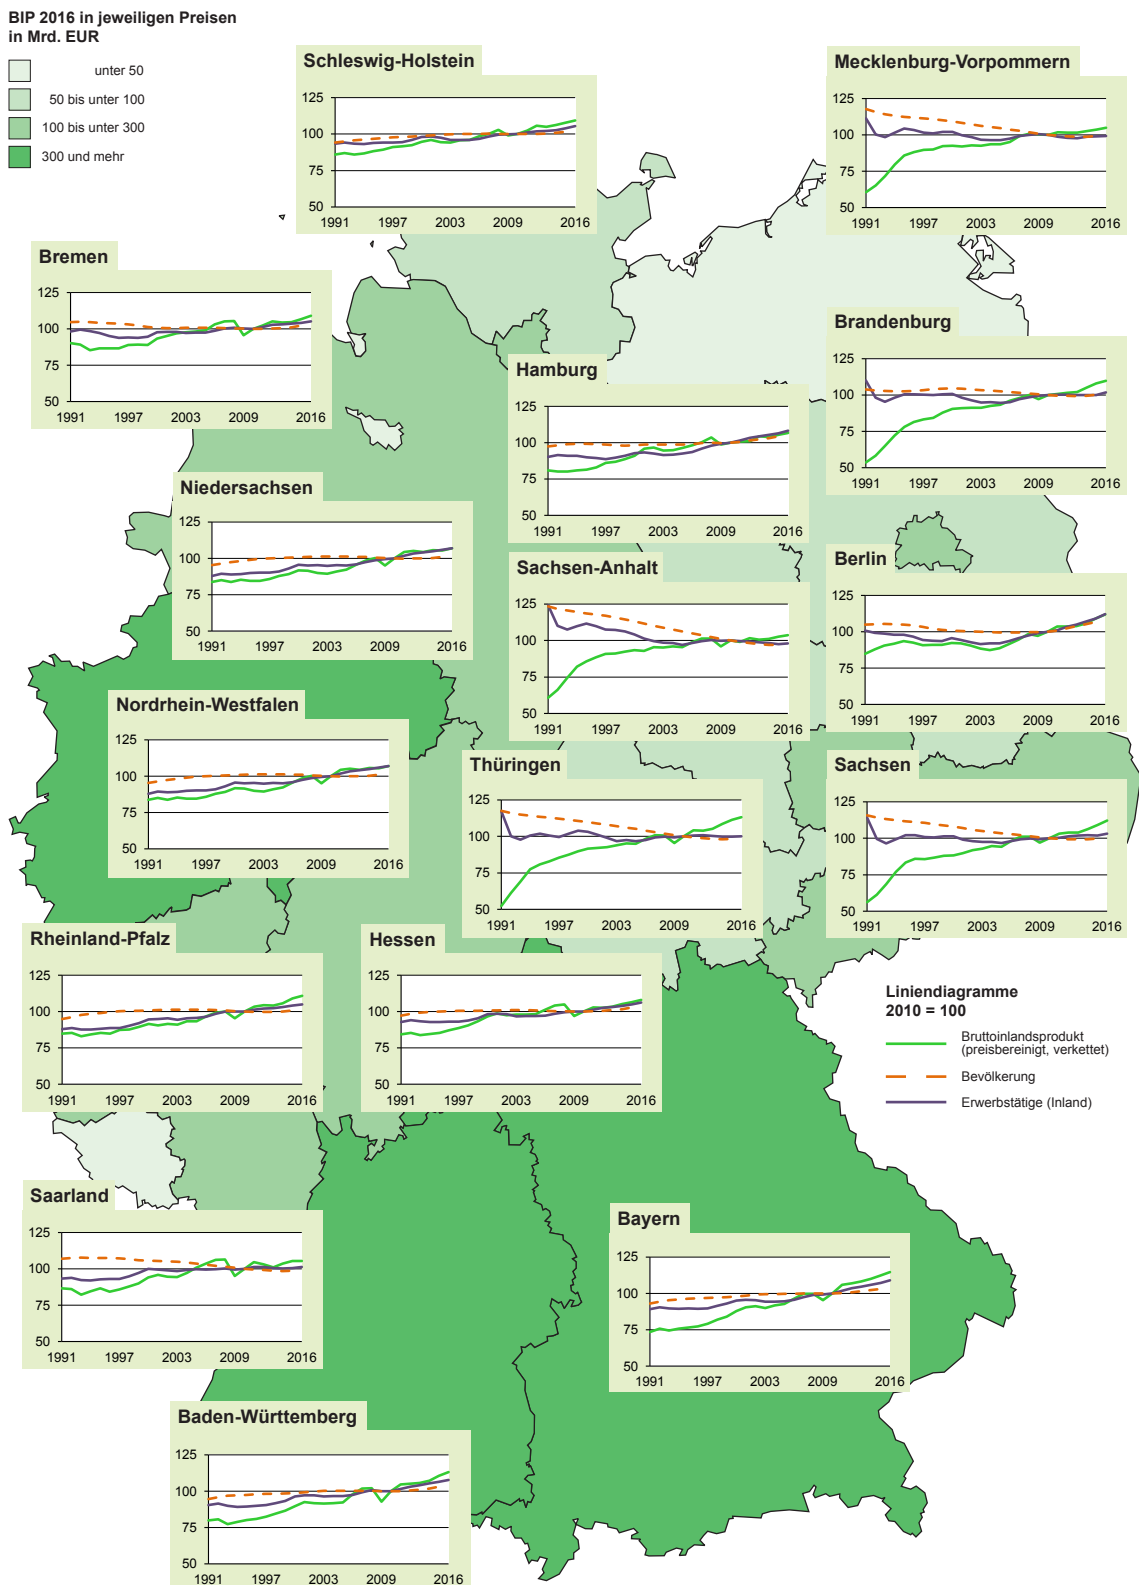 BIP 2016 in jeweiligen Preisen
in Mrd. EUR
unter 50
50 bis unter 100
100 bis unter 300
300 und mehr
Schleswig-Holstein
125
100
75
50
1991 1997 2003 2009 2016
Mecklenburg-Vorpommern
125
100
75
50
1991 1997 2003 2009 2016
Bremen
125
100
75
50
1991 1997 2003 2009 2016
Brandenburg
125
100
75
50
1991 1997 2003 2009 2016
Hamburg
125
100
75
50
1991 1997 2003 2009 2016
Niedersachsen
125
100
75
50
1991 1997 2003 2009 2016
Sachsen-Anhalt
125
100
75
50
1991 1997 2003 2009 2016
Berlin
125
100
75
50
1991 1997 2003 2009 2016
Nordrhein-Westfalen
125
100
75
50
1991 1997 2003 2009 2016
Thüringen
125
100
75
50
1991 1997 2003 2009 2016
Sachsen
125
100
75
50
1991 1997 2003 2009 2016
Rheinland-Pfalz
125
100
75
50
1991 1997 2003 2009 2016
Hessen
125
100
75
50
1991 1997 2003 2009 2016
Liniendiagramme
2010 = 100
Bruttoinlandsprodukt
(preisbereinigt, verkettet)
Bevölkerung
Erwerbstätige (Inland)
Saarland
125
100
75
50
1991 1997 2003 2009 2016
Bayern
125
100
75
50
1991 1997 2003 2009 2016
Baden-Württemberg
125
100
75
50
1991 1997 2003 2009 2016